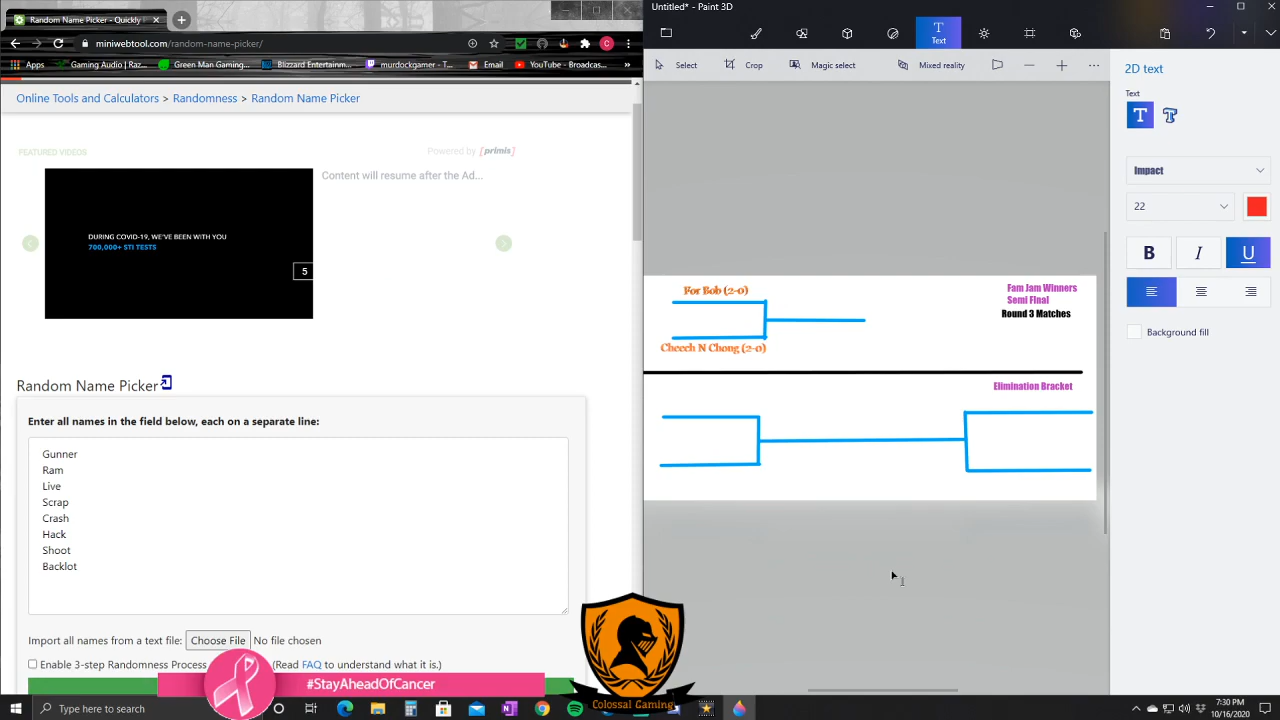 Random Name Picker - Quickly
miniwebtool.com/random-name-picker/
C
Apps
Gaming Audio | Raz...
Green Man Gaming...
Blizzard Entertainm...
murdockgamer - T...
Email
YouTube - Broadcas...
»
Online Tools and Calculators > Randomness > Random Name Picker
FEATURED VIDEOS
Powered by [primis]
Content will resume after the Ad...
DURING COVID-19, WE'VE BEEN WITH YOU
700,000+ STI TESTS
5
Random Name Picker
Enter all names in the field below, each on a separate line:
Gunner
Ram
Live
Scrap
Crash
Hack
Shoot
Backlot
Import all names from a text file: Choose File No file chosen
Enable 3-step Randomness Process (Read FAQ to understand what it is.)
#StayAheadOfCancer
Colossal Gaming
Type here to search
Untitled* - Paint 3D
Text
Select
Crop
Magic select
Mixed reality
For Bob (2-0)
Cheech N Chong (2-0)
Fam Jam Winners
Semi Final
Round 3 Matches
Elimination Bracket
2D text
Text
Impact
22
B
I
U
Background fill
7:30 PM
10/16/2020